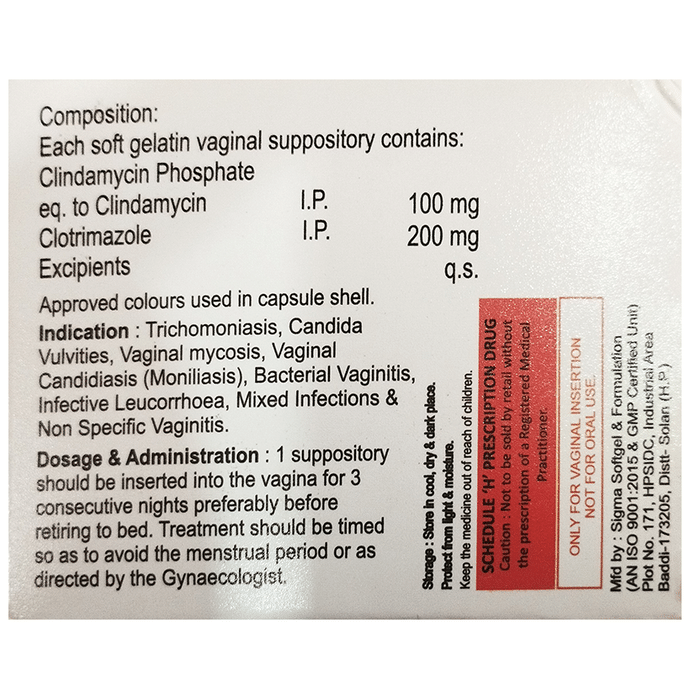 Composition:
Each soft gelatin vaginal suppository contains:
Clindamycin Phosphate
eq. to Clindamycin I.P. 100 mg
Clotrimazole I.P. 200 mg
Excipients q.s.
Approved colours used in capsule shell.
Indication : Trichomoniasis, Candida
Vulvities, Vaginal mycosis, Vaginal
Candidiasis (Moniliasis), Bacterial Vaginitis,
Infective Leucorrhoea, Mixed Infections &
Non Specific Vaginitis.
Dosage & Administration : 1 suppository
should be inserted into the vagina for 3
consecutive nights preferably before
retiring to bed. Treatment should be timed
so as to avoid the menstrual period or as
directed by the Gynaecologist.
Storage : Store in cool, dry & dark place.
Protect from light & moisture.
Keep the medicine out of reach of children.
SCHEDULE 'H' PRESCRIPTION DRUG
Caution : Not to be sold by retail without
the prescription of a Registered Medical
Practitioner.
ONLY FOR VAGINAL INSERTION
NOT FOR ORAL USE.
Mfd by : Sigma Softgel & Formulation
(AN ISO 9001:2015 & GMP Certified Unit)
Plot No. 171, HPSIDC, Industrial Area
Baddi-173205, Distt- Solan (H.P.)